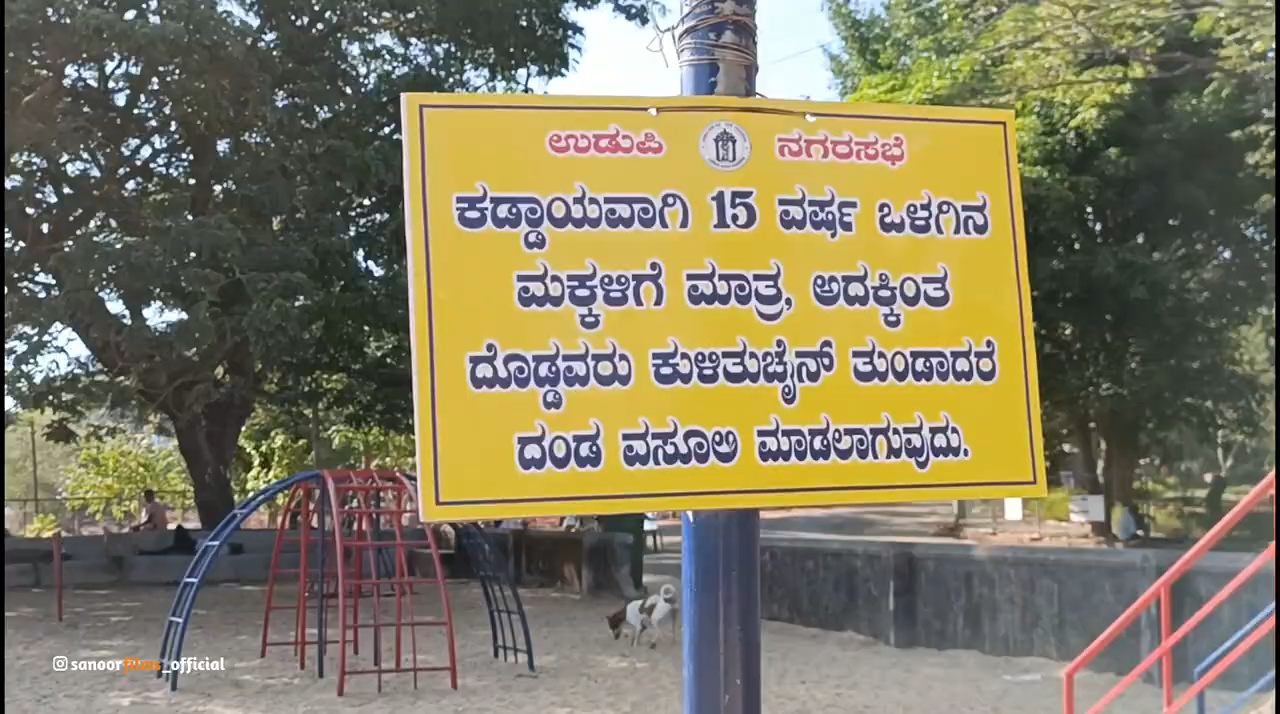 ಉಡುಪಿ ನಗರಸಭೆ
ಕಡ್ಡಾಯವಾಗಿ 15 ವರ್ಷ ಒಳಗಿನ
ಮಕ್ಕಳಿಗೆ ಮಾತ್ರ, ಅದಕ್ಕಿಂತ
ದೊಡ್ಡವರು ಕುಳಿತುಚೈನ್ ತುಂಡಾದರೆ
ದಂಡ ವಸೂಲಿ ಮಾಡಲಾಗುವುದು.
sanoorfilms_official